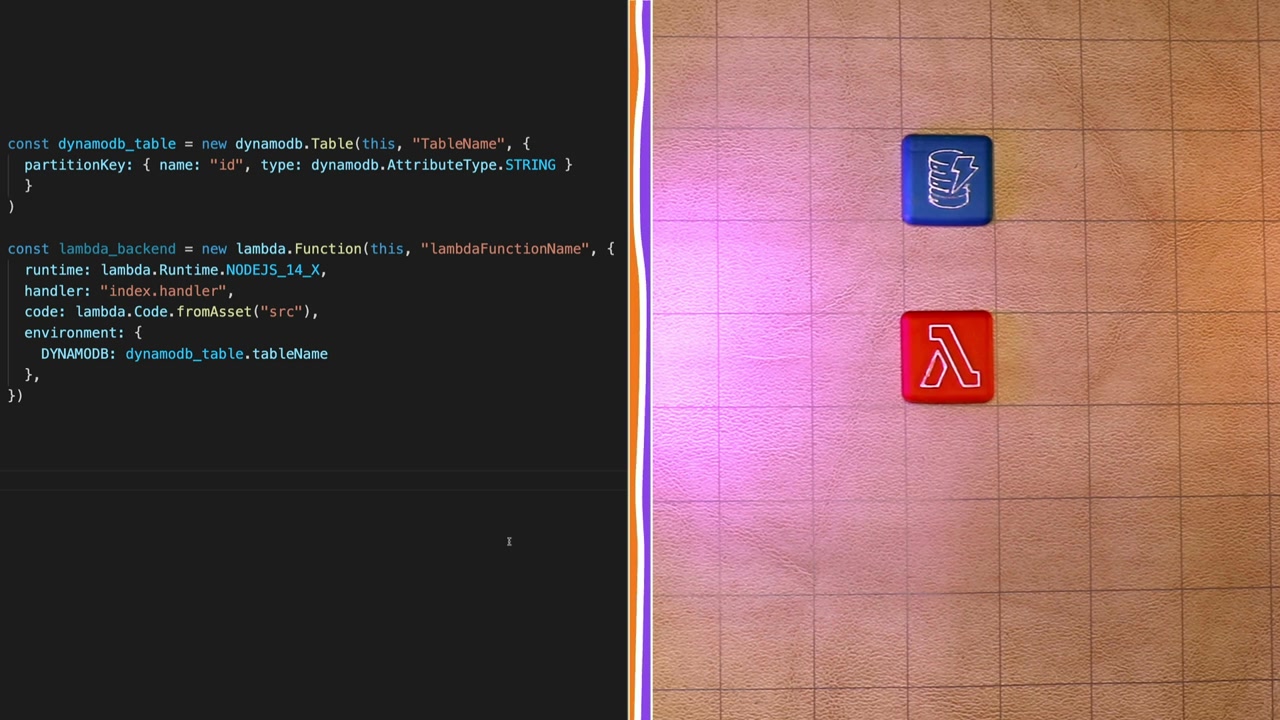 const dynamodb_table = new dynamodb.Table(this, "TableName", {
  partitionKey: { name: "id", type: dynamodb.AttributeType.STRING }
  }
)
const lambda_backend = new lambda.Function(this, "lambdaFunctionName", {
  runtime: lambda.Runtime.NODEJS_14_X,
  handler: "index.handler",
  code: lambda.Code.fromAsset("src"),
  environment: {
    DYNAMODB: dynamodb_table.tableName
  },
})